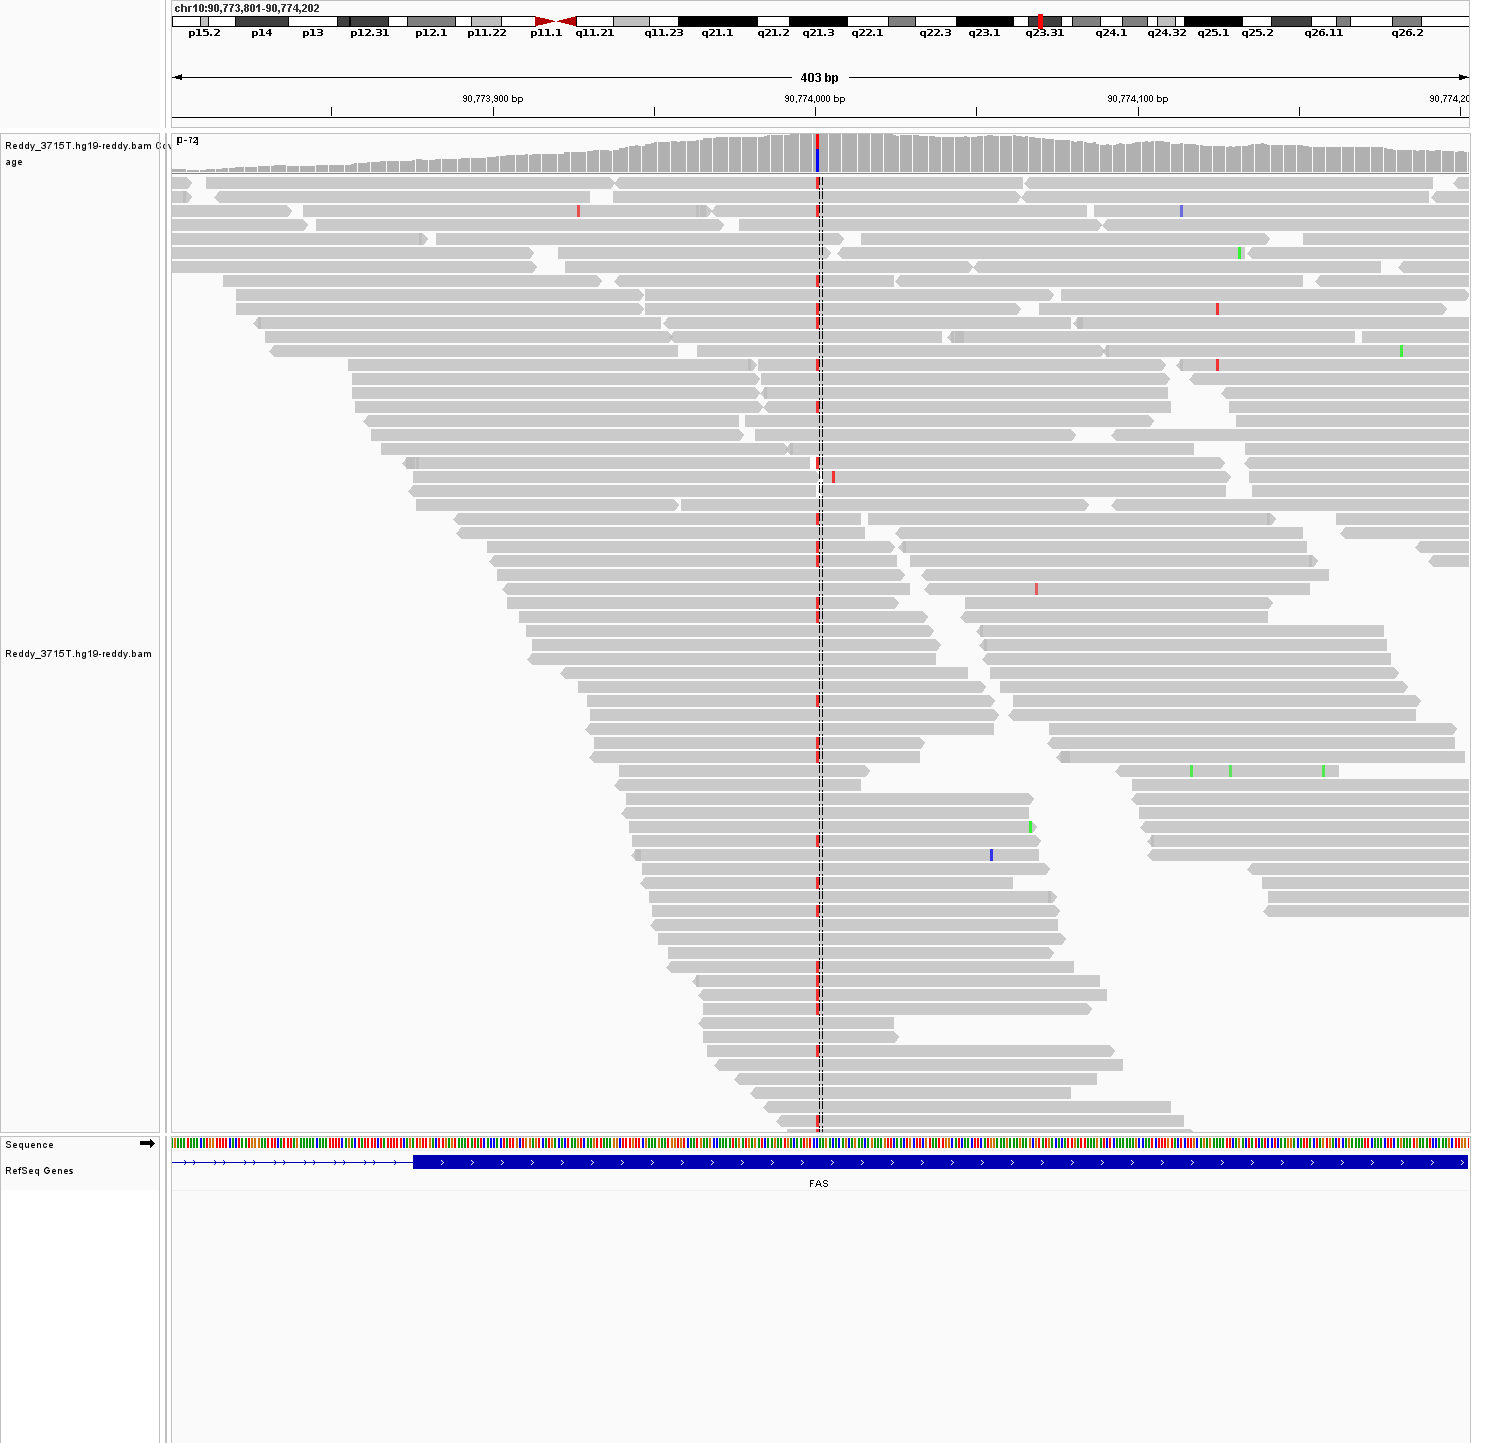 chr10:90,773,801-90,774,202
p15.2 p14 p13 p12.31 p12.1 p11.22 p11.1 q11.21 q11.23 q21.1 q21.2 q21.3 q22.1 q22.3 q23.1 q23.31 q24.1 q24.32 q25.1 q25.2 q26.11 q26.2
403 bp
90,773,900 bp 90,774,000 bp 90,774,100 bp 90,774,20
[0-72]
Reddy_3715T.hg19-reddy.bam Cov
age
Reddy_3715T.hg19-reddy.bam
Sequence
RefSeq Genes
FAS